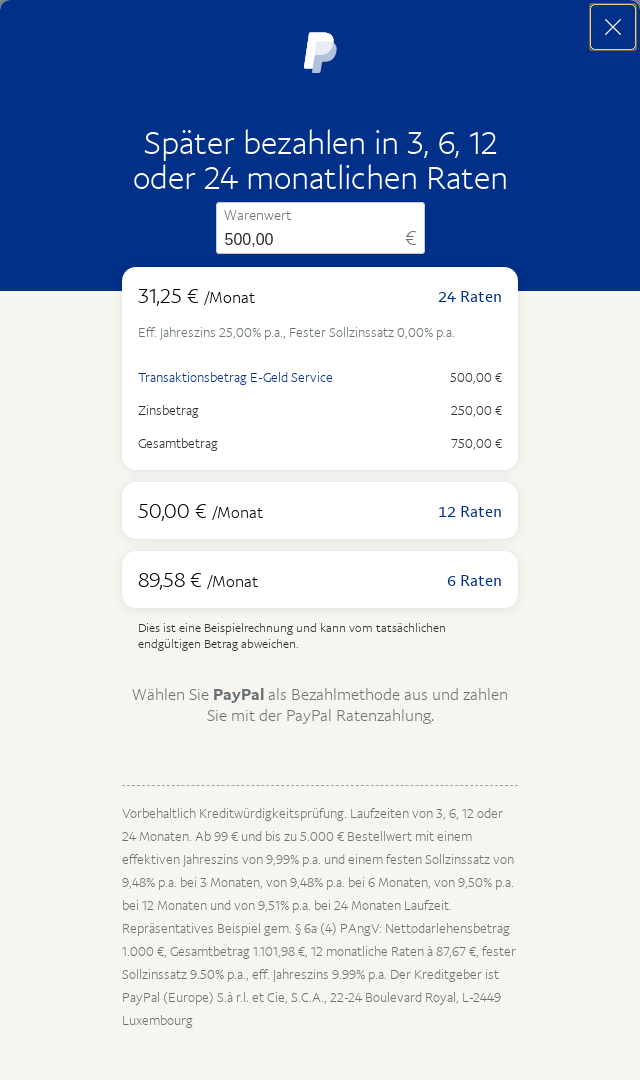 Später bezahlen in 3, 6, 12
oder 24 monatlichen Raten
Warenwert
500,00 €
31,25 € /Monat 24 Raten
Eff. Jahreszins 25,00% p.a., Fester Sollzinssatz 0,00% p.a.
Transaktionsbetrag E-Geld Service 500,00 €
Zinsbetrag 250,00 €
Gesamtbetrag 750,00 €
50,00 € /Monat 12 Raten
89,58 € /Monat 6 Raten
Dies ist eine Beispielrechnung und kann vom tatsächlichen
endgültigen Betrag abweichen.
Wählen Sie PayPal als Bezahlmethode aus und zahlen
Sie mit der PayPal Ratenzahlung.
Vorbehaltlich Kreditwürdigkeitsprüfung. Laufzeiten von 3, 6, 12 oder
24 Monaten. Ab 99 € und bis zu 5.000 € Bestellwert mit einem
effektiven Jahreszins von 9,99% p.a. und einem festen Sollzinssatz von
9,48% p.a. bei 3 Monaten, von 9,48% p.a. bei 6 Monaten, von 9,50% p.a.
bei 12 Monaten und von 9,51% p.a. bei 24 Monaten Laufzeit.
Repräsentatives Beispiel gem. § 6a (4) PAngV: Nettodarlehensbetrag
1.000 €, Gesamtbetrag 1.101,98 €, 12 monatliche Raten à 87,67 €, fester
Sollzinssatz 9.50% p.a., eff. Jahreszins 9.99% p.a. Der Kreditgeber ist
PayPal (Europe) S.à r.l. et Cie, S.C.A., 22-24 Boulevard Royal, L-2449
Luxembourg